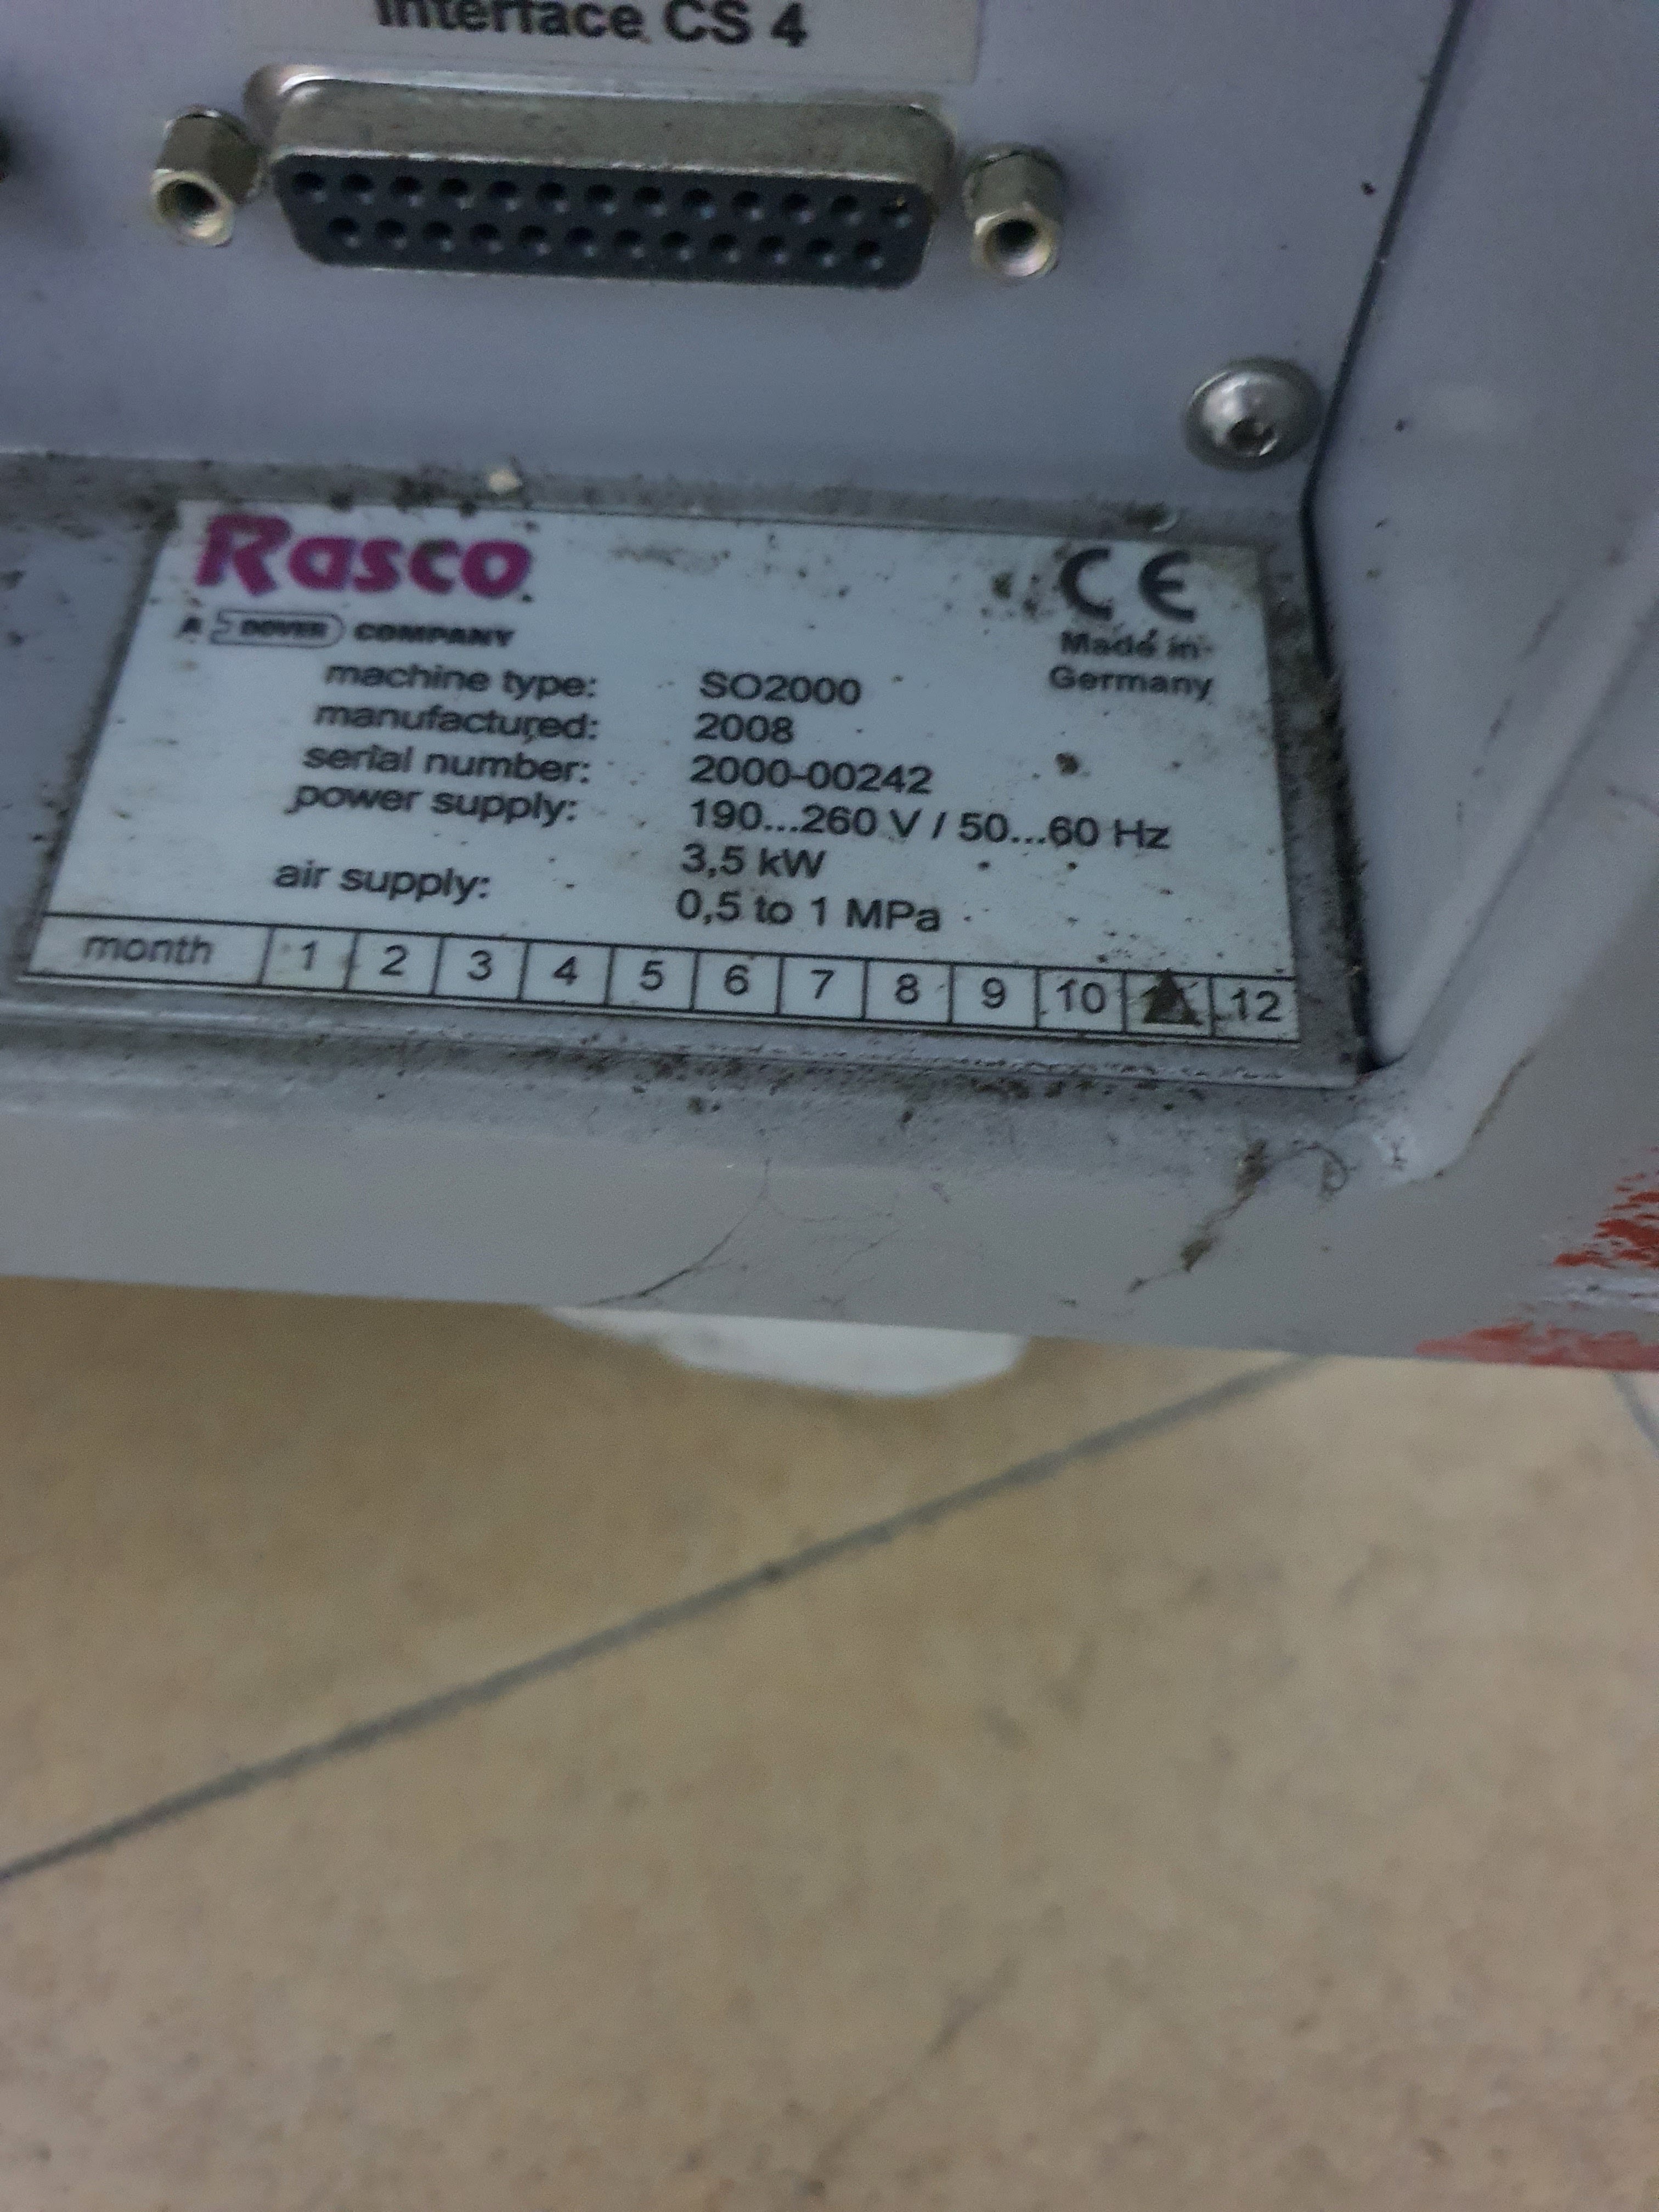 Interface CS 4
Rasco
A DOVER COMPANY
CE
Made in
Germany
machine type: SO2000
manufactured: 2008
serial number: 2000-00242
power supply: 190...260 V / 50...60 Hz
3,5 kW
air supply: 0,5 to 1 MPa
month 1 2 3 4 5 6 7 8 9 10 12